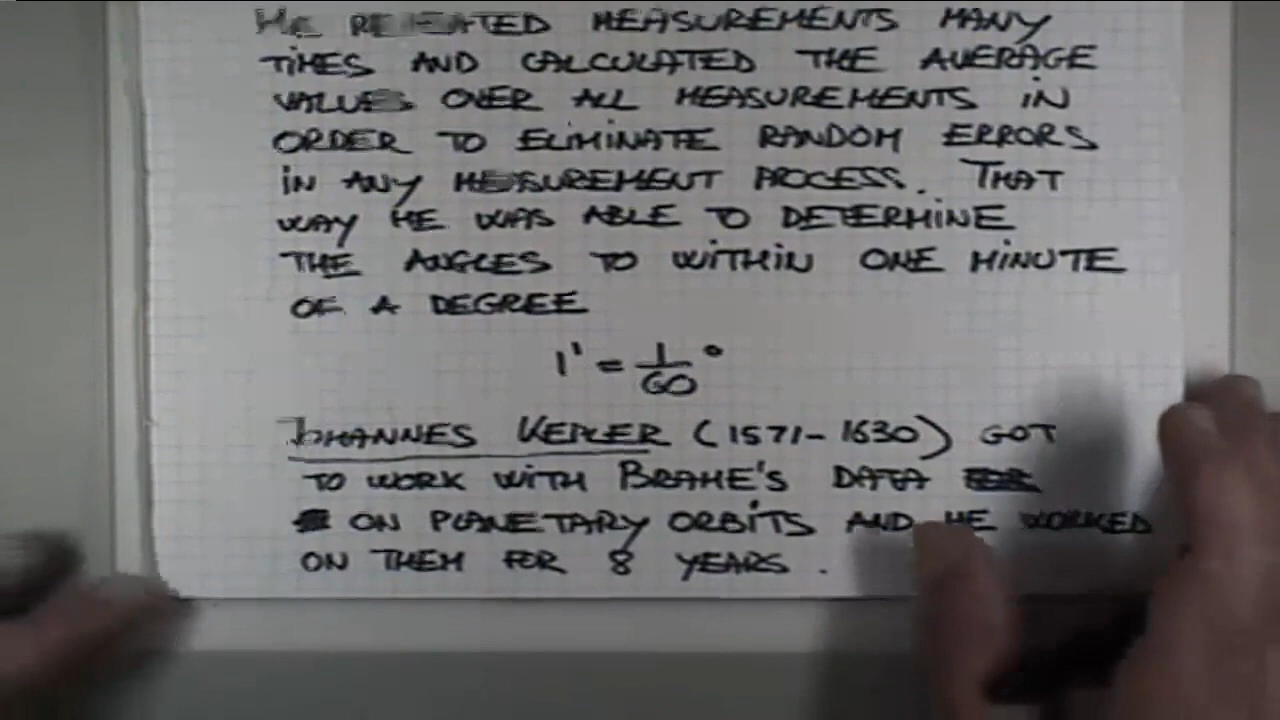 HE REPEATED MEASUREMENTS MANY
TIMES AND CALCULATED THE AVERAGE
VALUES OVER ALL MEASUREMENTS IN
ORDER TO ELIMINATE RANDOM ERRORS
IN ANY MEASUREMENT PROCESS. THAT
WAY HE WAS ABLE TO DETERMINE
THE ANGLES TO WITHIN ONE MINUTE
OF A DEGREE
1' = 1/60 °
JOHANNES KEPLER (1571-1630) GOT
TO WORK WITH BRAHE'S DATA
ON PLANETARY ORBITS AND HE WORKED
ON THEM FOR 8 YEARS.